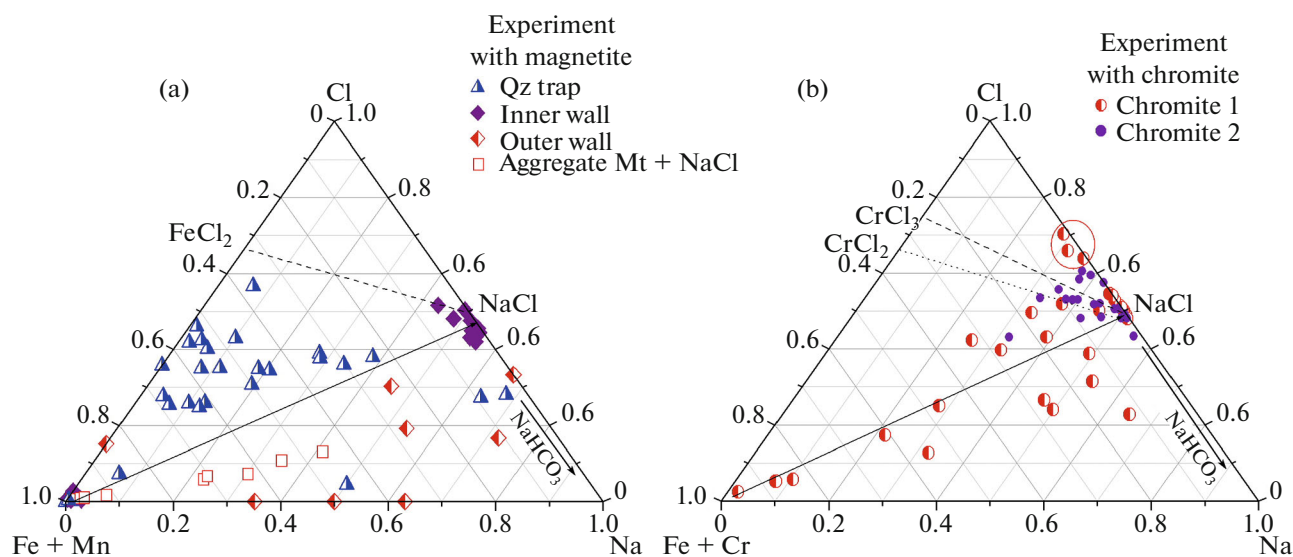 Experiment
with magnetite
Qz trap
Inner wall
Outer wall
Aggregate Mt + NaCl
(a)
Cl
0 1.0
0.2 0.8
FeCl₂
0.4 0.6
NaCl
0.6 0.6
0.8 0.6
NaHCO₃
1.0 0
0 0.2 0.4 0.6 0.8 1.0
Fe + Mn Na
Experiment
with chromite
Chromite 1
Chromite 2
(b)
Cl
0 1.0
0.2 0.8
CrCl₃
CrCl₂
0.4 0.6
NaCl
0.6 0.6
0.8 0.6
NaHCO₃
1.0 0
0 0.2 0.4 0.6 0.8 1.0
Fe + Cr Na